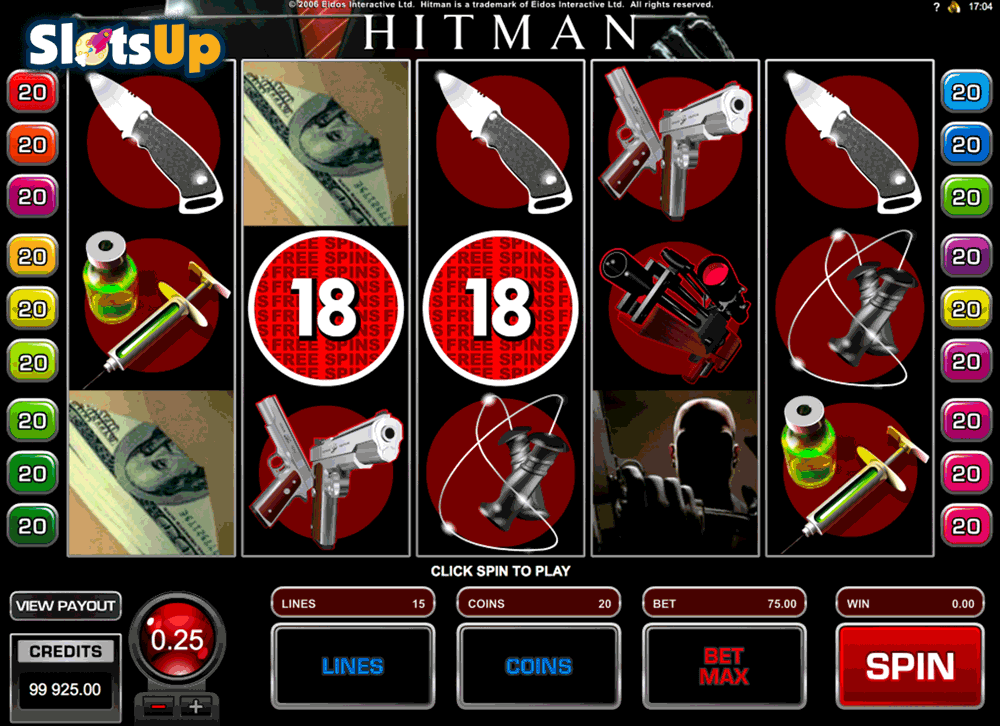 © 2006 Eidos Interactive Ltd. Hitman is a trademark of Eidos Interactive Ltd. All rights reserved.
? 17:04
SlotsUp
HITMAN
20 20
20 20
20 20
20 FREE SPINS 18 FREE SPINS 18 20
20 20
20 20
20 20
20 20
20 20
CLICK SPIN TO PLAY
VIEW PAYOUT
LINES 15 COINS 20 BET 75.00 WIN 0.00
0.25
CREDITS
99 925.00
LINES COINS BET MAX SPIN
- +